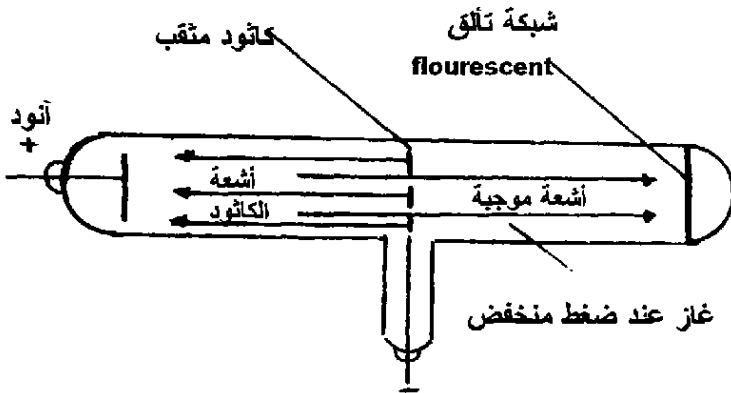 شبكة تألق
flourescent
كاثود مثقب
آنود
+
أشعة
الكاثود
أشعة موجبة
غاز عند ضغط منخفض